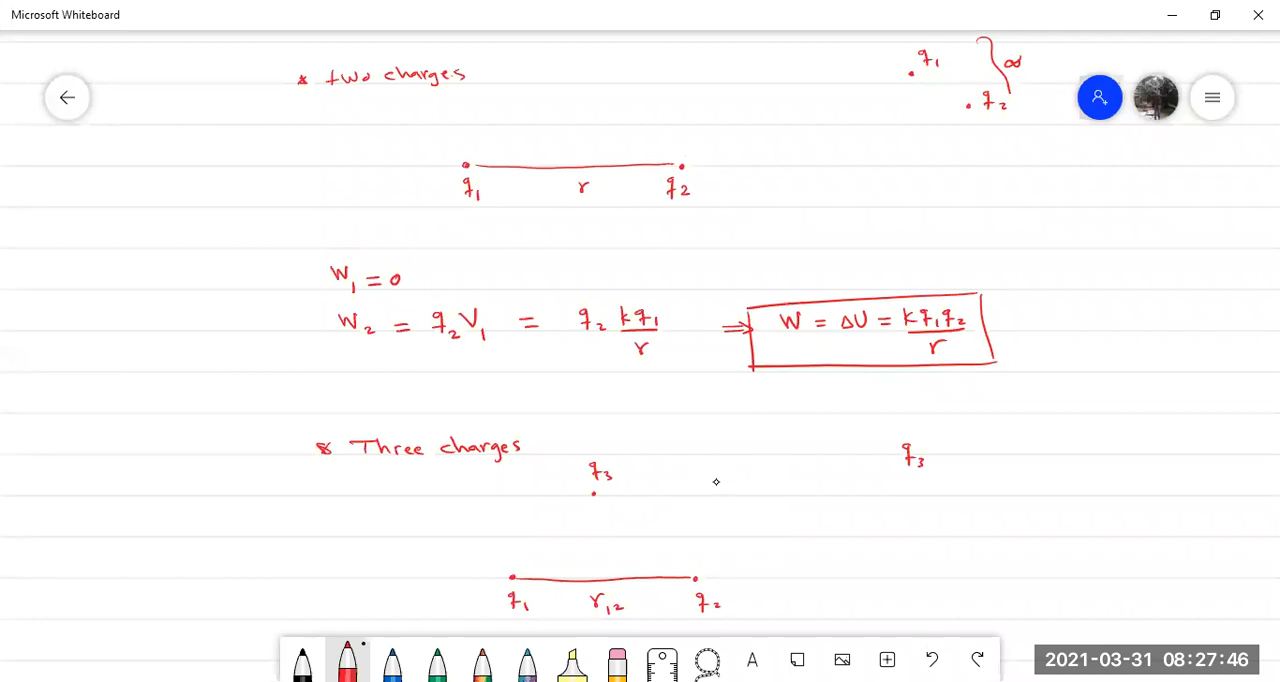 Microsoft Whiteboard
* two charges
q₁
∞
q₂
q₁ r q₂
W₁ = 0
W₂ = q₂V₁ = q₂ kq₁/r ⇒ W = ΔU = kq₁q₂/r
* Three charges
q₃
q₃
q₁ r₁₂ q₂
A
2021-03-31 08:27:46